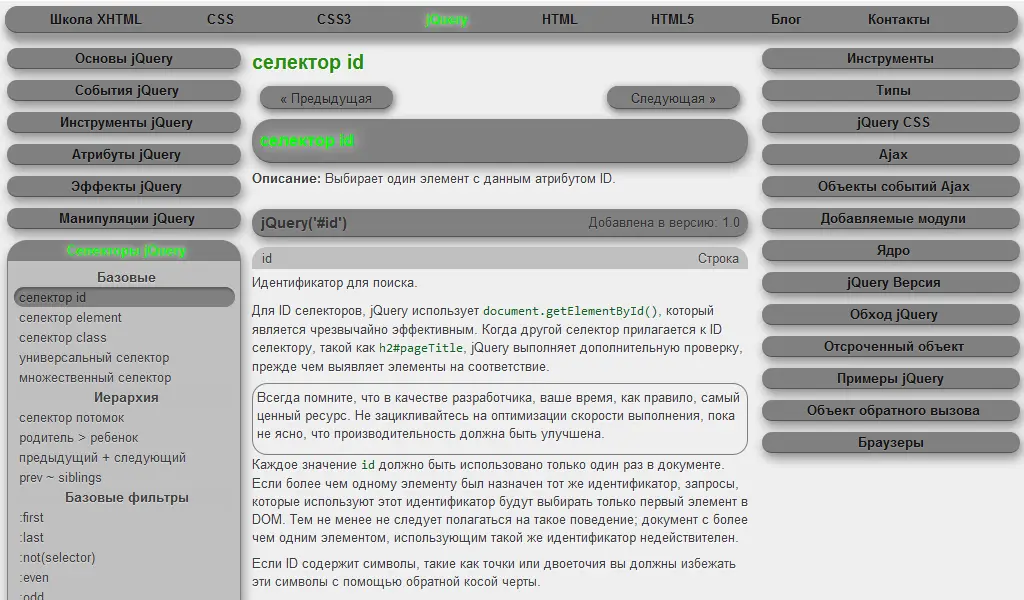 Школа XHTML CSS CSS3 jQuery HTML HTML5 Блог Контакты
Основы jQuery
События jQuery
Инструменты jQuery
Атрибуты jQuery
Эффекты jQuery
Манипуляции jQuery
Селекторы jQuery
Базовые
селектор id
селектор element
селектор class
универсальный селектор
множественный селектор
Иерархия
селектор потомок
родитель > ребенок
предыдущий + следующий
prev ~ siblings
Базовые фильтры
:first
:last
:not(selector)
:even
:odd
селектор id
« Предыдущая Следующая »
селектор id
Описание: Выбирает один элемент с данным атрибутом ID.
jQuery('#id') Добавлена в версию: 1.0
id Строка
Идентификатор для поиска.
Для ID селекторов, jQuery использует document.getElementById(), который
является чрезвычайно эффективным. Когда другой селектор прилагается к ID
селектору, такой как h2#pageTitle, jQuery выполняет дополнительную проверку,
прежде чем выявляет элементы на соответствие.
Всегда помните, что в качестве разработчика, ваше время, как правило, самый
ценный ресурс. Не зацикливайтесь на оптимизации скорости выполнения, пока
не ясно, что производительность должна быть улучшена.
Каждое значение id должно быть использовано только один раз в документе.
Если более чем одному элементу был назначен тот же идентификатор, запросы,
которые используют этот идентификатор будут выбирать только первый элемент в
DOM. Тем не менее не следует полагаться на такое поведение; документ с более
чем одним элементом, использующим такой же идентификатор недействителен.
Если ID содержит символы, такие как точки или двоеточия вы должны избежать
эти символы с помощью обратной косой черты.
Инструменты
Типы
jQuery CSS
Ajax
Объекты событий Ajax
Добавляемые модули
Ядро
jQuery Версия
Обход jQuery
Отсроченный объект
Примеры jQuery
Объект обратного вызова
Браузеры